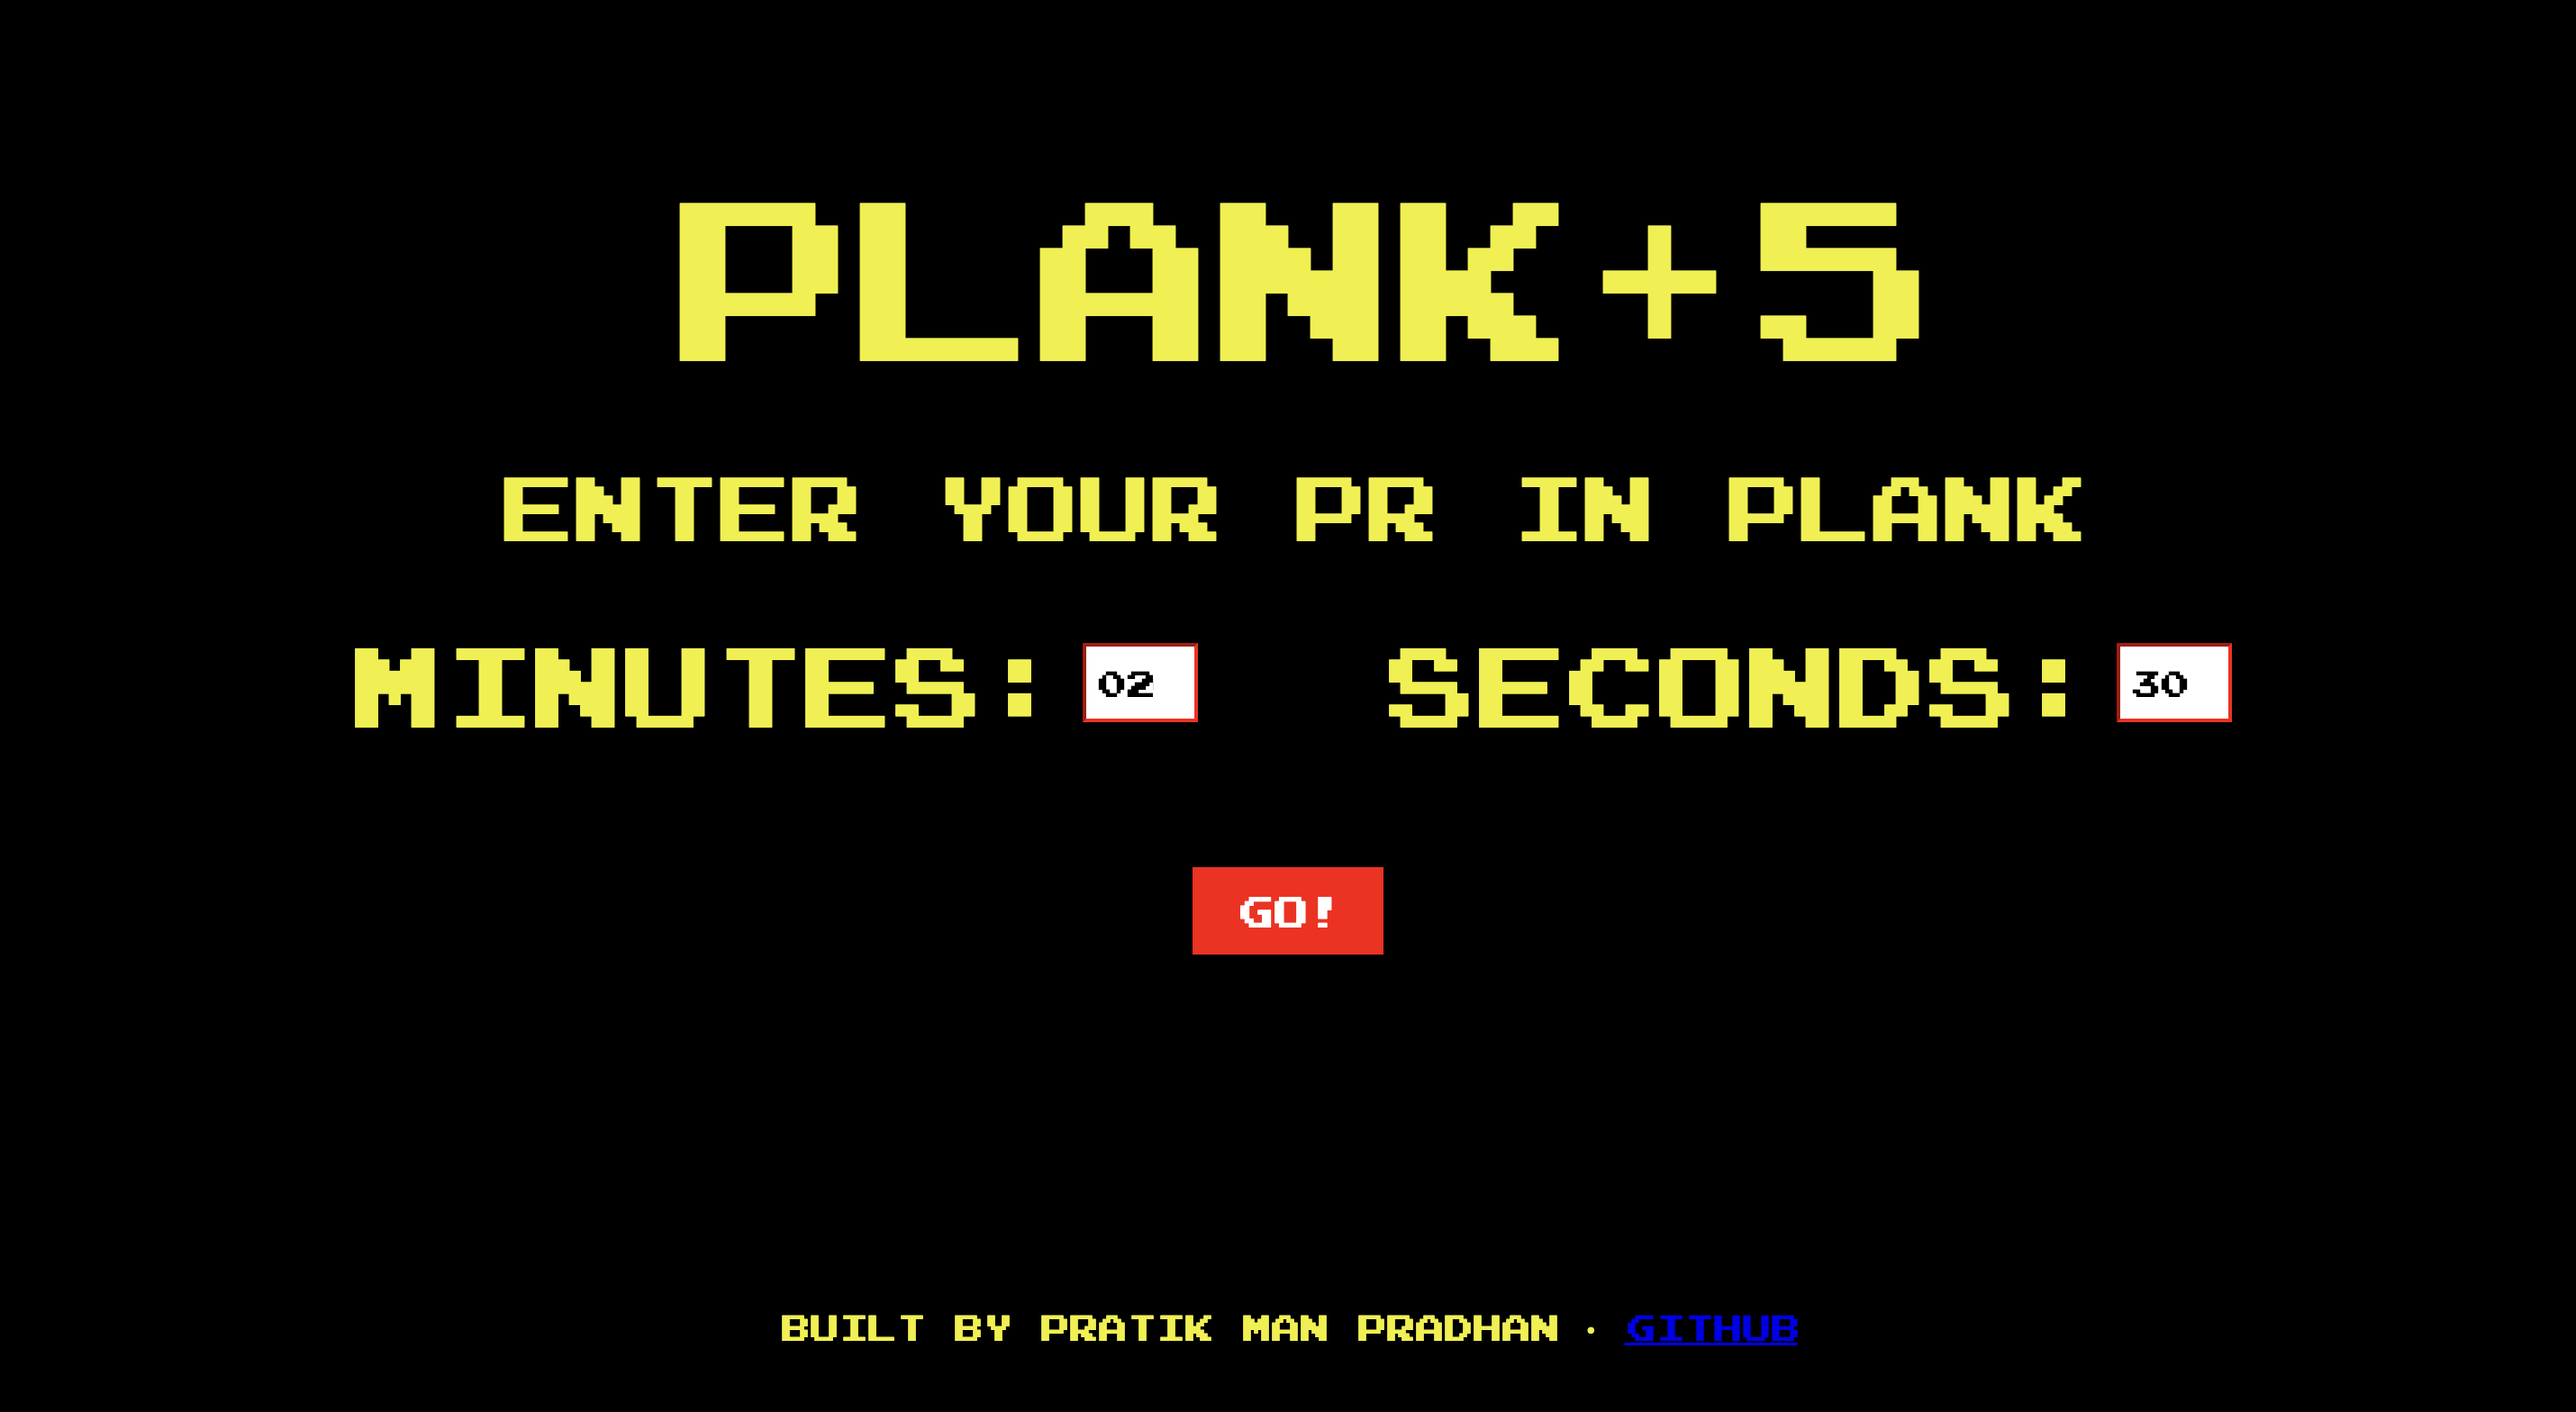 PLANK+5
ENTER YOUR PR IN PLANK
MINUTES: 02 SECONDS: 30
GO!
BUILT BY PRATIK MAN PRADHAN · GITHUB